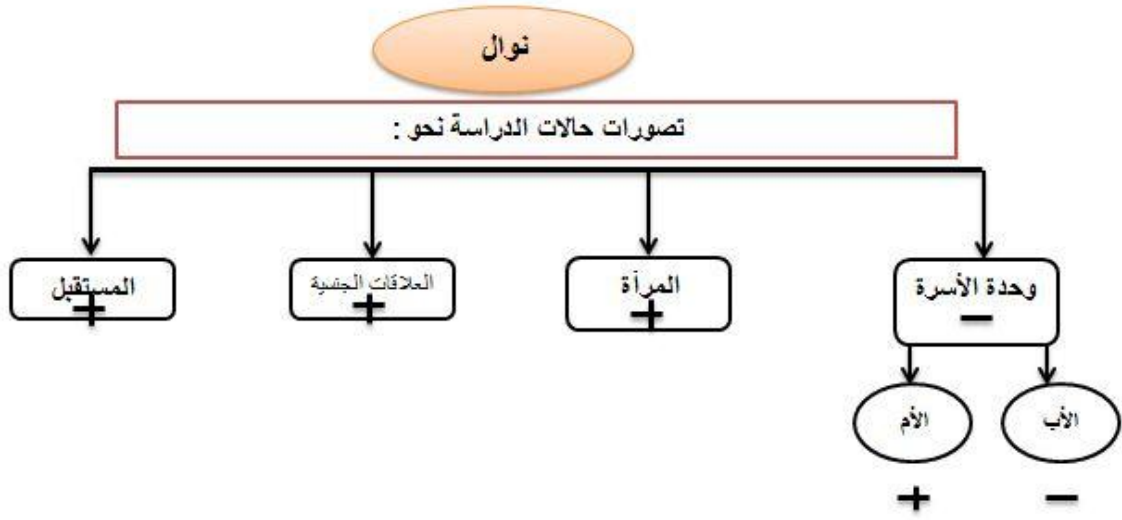 نوال
تصورات حالات الدراسة نحو :
وحدة الأسرة
−
المرأة
+
العلاقات الجنسية
+
المستقبل
+
الأب
−
الأم
+